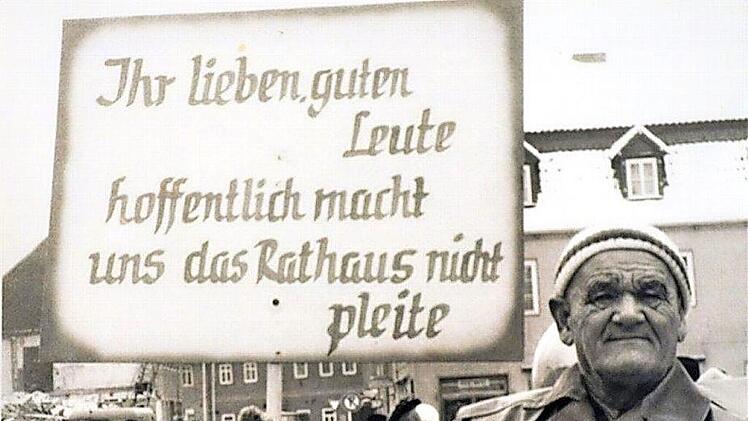 Ihr lieben, guten
Leute
hoffentlich macht
uns das Rathaus nicht
pleite